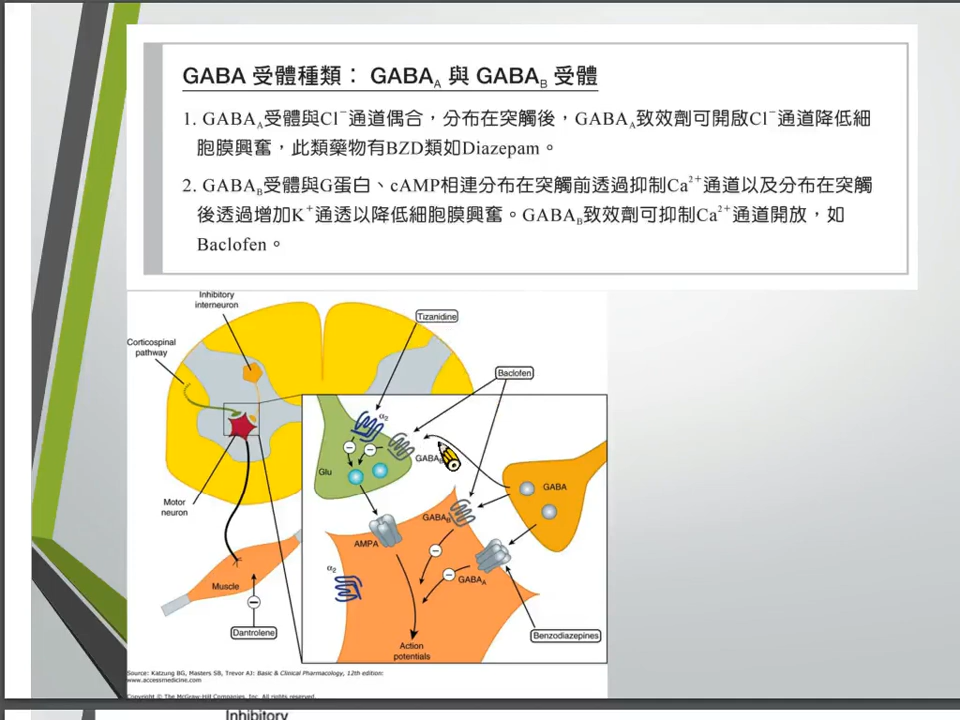 GABA 受體種類： GABAA 與 GABAB 受體
1. GABAA受體與Cl−通道偶合，分布在突觸後，GABAA致效劑可開啟Cl−通道降低細
胞膜興奮，此類藥物有BZD類如Diazepam。
2. GABAB受體與G蛋白、cAMP相連分布在突觸前透過抑制Ca2+通道以及分布在突觸
後透過增加K+通透以降低細胞膜興奮。GABAB致效劑可抑制Ca2+通道開放，如
Baclofen。
Inhibitory
interneuron
Tizanidine
Corticospinal
pathway
Baclofen
α2
GABAB
Glu
GABA
Motor
neuron
GABAB
AMPA
α2
GABAA
Muscle
Dantrolene
Benzodiazepines
Action
potentials
Source: Katzung BG, Masters SB, Trevor AJ: Basic & Clinical Pharmacology, 12th edition:
www.accessmedicine.com
Copyright © The McGraw-Hill Companies, Inc. All rights reserved.
Inhibitory